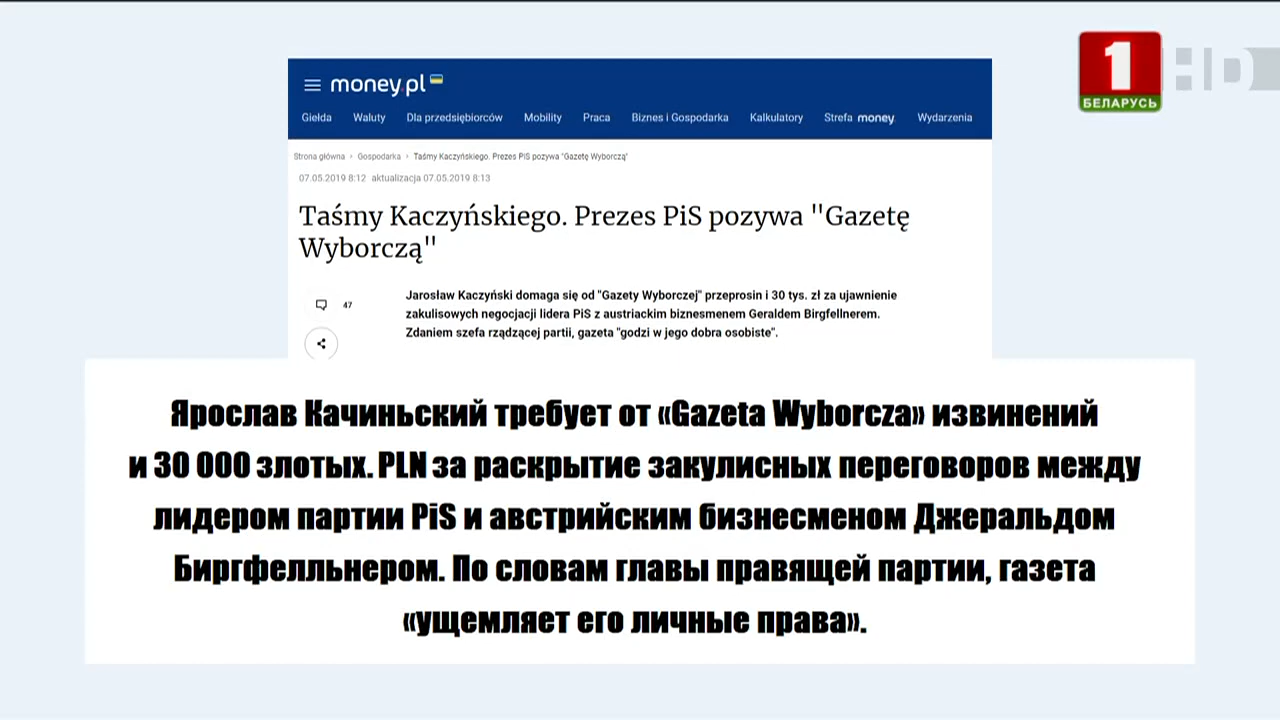 1
HD
БЕЛАРУСЬ
money.pl
Giełda Waluty Dla przedsiębiorców Mobility Praca Biznes i Gospodarka Kalkulatory Strefa money Wydarzenia
Strona główna › Gospodarka › Taśmy Kaczyńskiego. Prezes PiS pozywa "Gazetę Wyborczą"
07.05.2019 8:12 aktualizacja 07.05.2019 8:13
Taśmy Kaczyńskiego. Prezes PiS pozywa "Gazetę
Wyborczą"
47
Jarosław Kaczyński domaga się od "Gazety Wyborczej" przeprosin i 30 tys. zł za ujawnienie
zakulisowych negocjacji lidera PiS z austriackim biznesmenem Geraldem Birgfellnerem.
Zdaniem szefa rządzącej partii, gazeta "godzi w jego dobra osobiste".
Ярослав Качиньский требует от «Gazeta Wyborcza» извинений
и 30 000 злотых. PLN за раскрытие закулисных переговоров между
лидером партии PiS и австрийским бизнесменом Джеральдом
Биргфелльнером. По словам главы правящей партии, газета
«ущемляет его личные права».